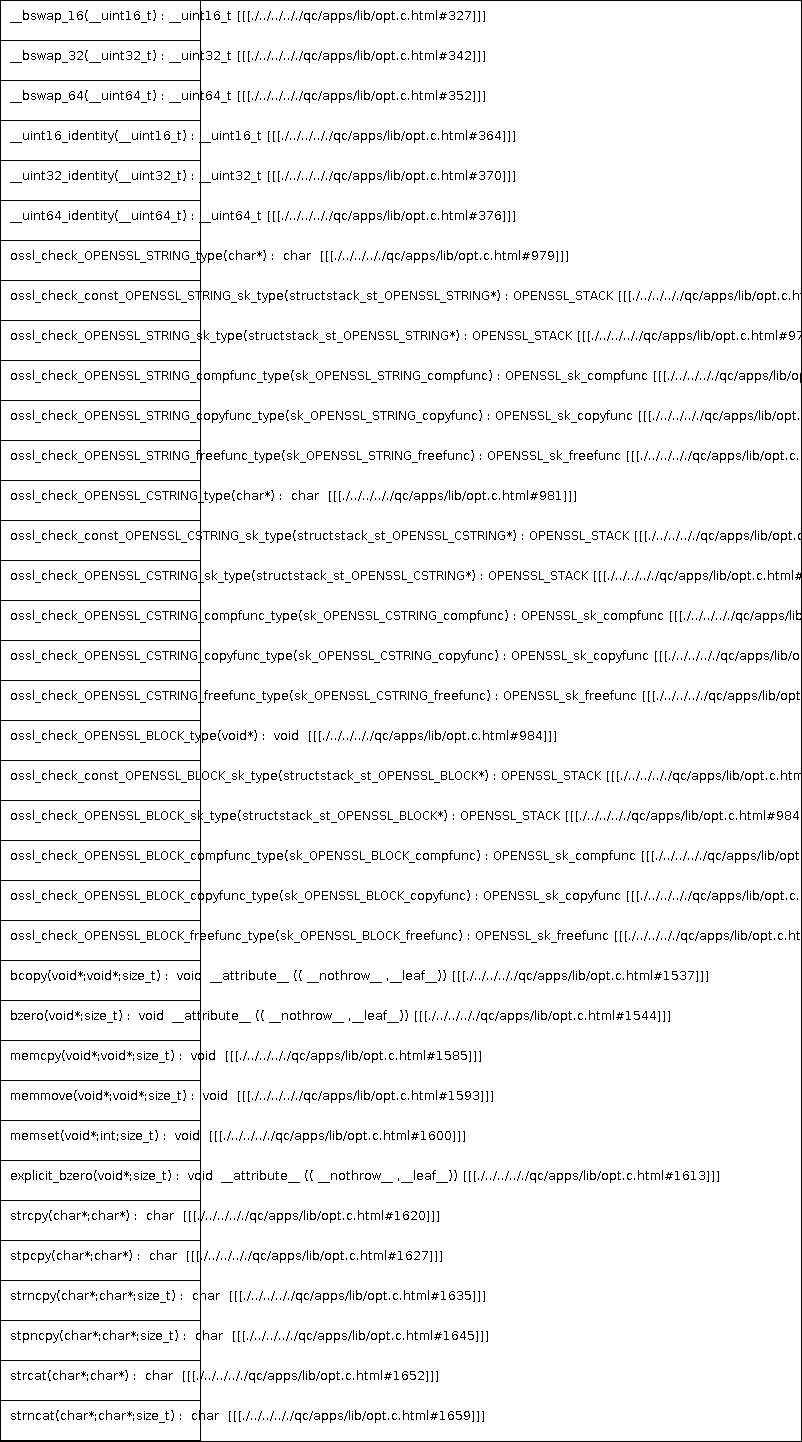 __bswap_16(__uint16_t) : __uint16_t [[[./../../../../qc/apps/lib/opt.c.html#327]]]
__bswap_32(__uint32_t) : __uint32_t [[[./../../../../qc/apps/lib/opt.c.html#342]]]
__bswap_64(__uint64_t) : __uint64_t [[[./../../../../qc/apps/lib/opt.c.html#352]]]
__uint16_identity(__uint16_t) : __uint16_t [[[./../../../../qc/apps/lib/opt.c.html#364]]]
__uint32_identity(__uint32_t) : __uint32_t [[[./../../../../qc/apps/lib/opt.c.html#370]]]
__uint64_identity(__uint64_t) : __uint64_t [[[./../../../../qc/apps/lib/opt.c.html#376]]]
ossl_check_OPENSSL_STRING_type(char*) : char [[[./../../../../qc/apps/lib/opt.c.html#979]]]
ossl_check_const_OPENSSL_STRING_sk_type(structstack_st_OPENSSL_STRING*) : OPENSSL_STACK [[[./../../../../qc/apps/lib/opt.c.h
ossl_check_OPENSSL_STRING_sk_type(structstack_st_OPENSSL_STRING*) : OPENSSL_STACK [[[./../../../../qc/apps/lib/opt.c.html#97
ossl_check_OPENSSL_STRING_compfunc_type(sk_OPENSSL_STRING_compfunc) : OPENSSL_sk_compfunc [[[./../../../../qc/apps/lib/op
ossl_check_OPENSSL_STRING_copyfunc_type(sk_OPENSSL_STRING_copyfunc) : OPENSSL_sk_copyfunc [[[./../../../../qc/apps/lib/opt.
ossl_check_OPENSSL_STRING_freefunc_type(sk_OPENSSL_STRING_freefunc) : OPENSSL_sk_freefunc [[[./../../../../qc/apps/lib/opt.c.
ossl_check_OPENSSL_CSTRING_type(char*) : char [[[./../../../../qc/apps/lib/opt.c.html#981]]]
ossl_check_const_OPENSSL_CSTRING_sk_type(structstack_st_OPENSSL_CSTRING*) : OPENSSL_STACK [[[./../../../../qc/apps/lib/opt.c
ossl_check_OPENSSL_CSTRING_sk_type(structstack_st_OPENSSL_CSTRING*) : OPENSSL_STACK [[[./../../../../qc/apps/lib/opt.c.html#
ossl_check_OPENSSL_CSTRING_compfunc_type(sk_OPENSSL_CSTRING_compfunc) : OPENSSL_sk_compfunc [[[./../../../../qc/apps/lib
ossl_check_OPENSSL_CSTRING_copyfunc_type(sk_OPENSSL_CSTRING_copyfunc) : OPENSSL_sk_copyfunc [[[./../../../../qc/apps/lib/o
ossl_check_OPENSSL_CSTRING_freefunc_type(sk_OPENSSL_CSTRING_freefunc) : OPENSSL_sk_freefunc [[[./../../../../qc/apps/lib/opt
ossl_check_OPENSSL_BLOCK_type(void*) : void [[[./../../../../qc/apps/lib/opt.c.html#984]]]
ossl_check_const_OPENSSL_BLOCK_sk_type(structstack_st_OPENSSL_BLOCK*) : OPENSSL_STACK [[[./../../../../qc/apps/lib/opt.c.htm
ossl_check_OPENSSL_BLOCK_sk_type(structstack_st_OPENSSL_BLOCK*) : OPENSSL_STACK [[[./../../../../qc/apps/lib/opt.c.html#984
ossl_check_OPENSSL_BLOCK_compfunc_type(sk_OPENSSL_BLOCK_compfunc) : OPENSSL_sk_compfunc [[[./../../../../qc/apps/lib/opt
ossl_check_OPENSSL_BLOCK_copyfunc_type(sk_OPENSSL_BLOCK_copyfunc) : OPENSSL_sk_copyfunc [[[./../../../../qc/apps/lib/opt.c.
ossl_check_OPENSSL_BLOCK_freefunc_type(sk_OPENSSL_BLOCK_freefunc) : OPENSSL_sk_freefunc [[[./../../../../qc/apps/lib/opt.c.ht
bcopy(void*;void*;size_t) : void __attribute__ (( __nothrow__ ,__leaf__)) [[[./../../../../qc/apps/lib/opt.c.html#1537]]]
bzero(void*;size_t) : void __attribute__ (( __nothrow__ ,__leaf__)) [[[./../../../../qc/apps/lib/opt.c.html#1544]]]
memcpy(void*;void*;size_t) : void [[[./../../../../qc/apps/lib/opt.c.html#1585]]]
memmove(void*;void*;size_t) : void [[[./../../../../qc/apps/lib/opt.c.html#1593]]]
memset(void*;int;size_t) : void [[[./../../../../qc/apps/lib/opt.c.html#1600]]]
explicit_bzero(void*;size_t) : void __attribute__ (( __nothrow__ ,__leaf__)) [[[./../../../../qc/apps/lib/opt.c.html#1613]]]
strcpy(char*;char*) : char [[[./../../../../qc/apps/lib/opt.c.html#1620]]]
stpcpy(char*;char*) : char [[[./../../../../qc/apps/lib/opt.c.html#1627]]]
strncpy(char*;char*;size_t) : char [[[./../../../../qc/apps/lib/opt.c.html#1635]]]
stpncpy(char*;char*;size_t) : char [[[./../../../../qc/apps/lib/opt.c.html#1645]]]
strcat(char*;char*) : char [[[./../../../../qc/apps/lib/opt.c.html#1652]]]
strncat(char*;char*;size_t) : char [[[./../../../../qc/apps/lib/opt.c.html#1659]]]